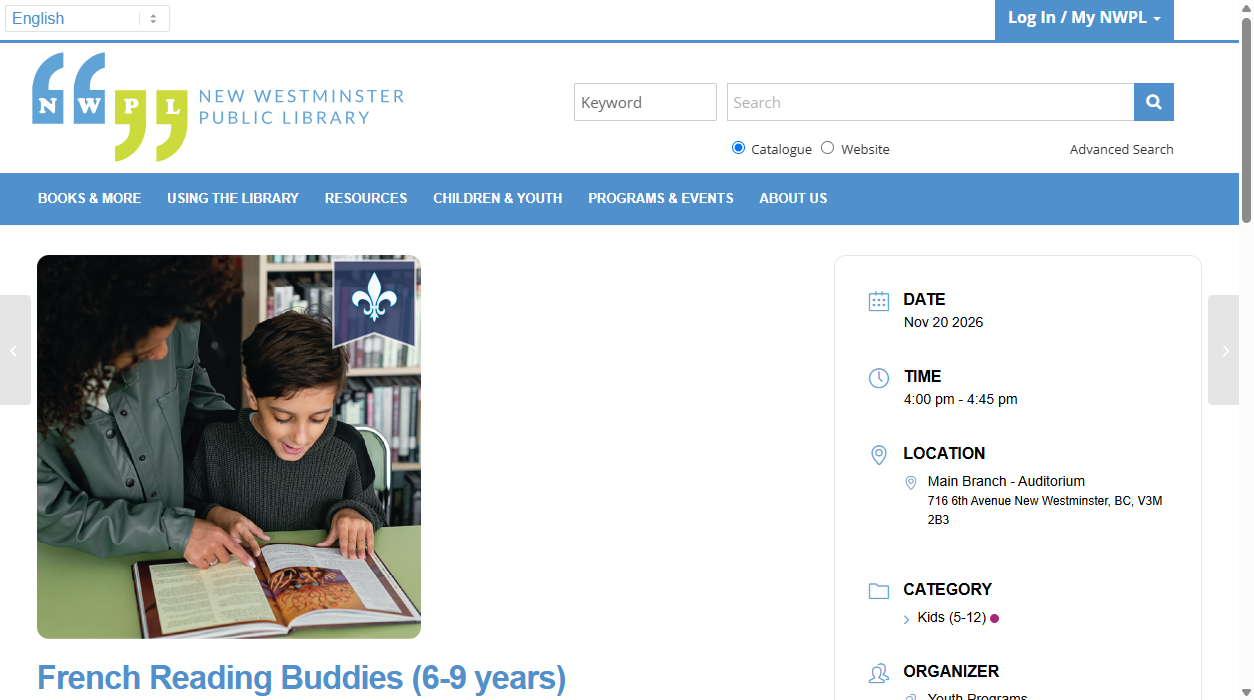 English
Log In / My NWPL
N W P L
NEW WESTMINSTER
PUBLIC LIBRARY
Keyword
Search
Catalogue
Website
Advanced Search
BOOKS & MORE
USING THE LIBRARY
RESOURCES
CHILDREN & YOUTH
PROGRAMS & EVENTS
ABOUT US
DATE
Nov 20 2026
TIME
4:00 pm - 4:45 pm
LOCATION
Main Branch - Auditorium
716 6th Avenue New Westminster, BC, V3M
2B3
CATEGORY
Kids (5-12)
ORGANIZER
Youth Programs
French Reading Buddies (6-9 years)